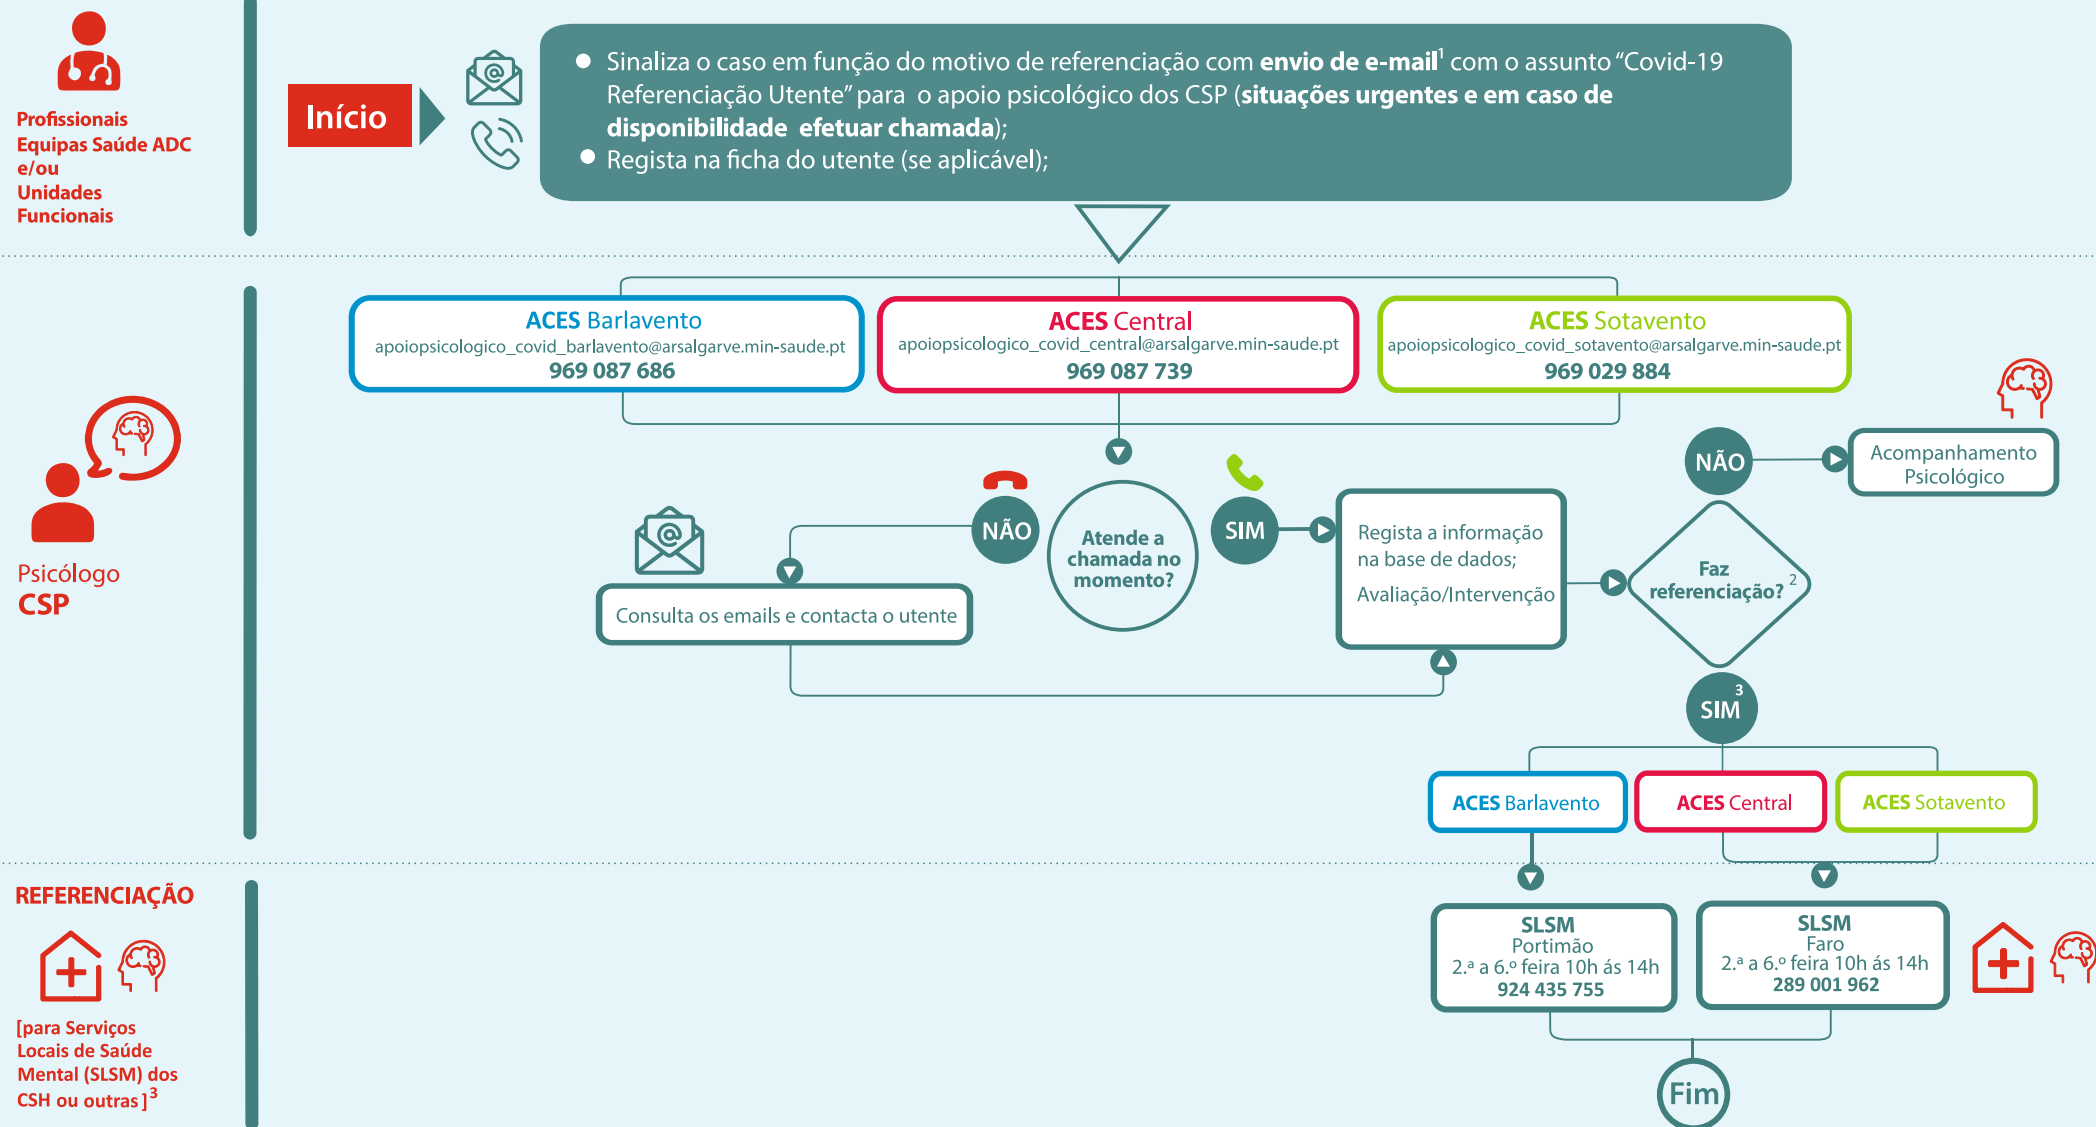 Profissionais
Equipas Saúde ADC
e/ou
Unidades
Funcionais
Início
● Sinaliza o caso em função do motivo de referenciação com envio de e-mail¹ com o assunto “Covid-19
Referenciação Utente” para o apoio psicológico dos CSP (situações urgentes e em caso de
disponibilidade efetuar chamada);
● Regista na ficha do utente (se aplicável);
ACES Barlavento
apoiopsicologico_covid_barlavento@arsalgarve.min-saude.pt
969 087 686
ACES Central
apoiopsicologico_covid_central@arsalgarve.min-saude.pt
969 087 739
ACES Sotavento
apoiopsicologico_covid_sotavento@arsalgarve.min-saude.pt
969 029 884
Psicólogo
CSP
NÃO
Atende a
chamada no
momento?
SIM
Consulta os emails e contacta o utente
Regista a informação
na base de dados;
Avaliação/Intervenção
Faz
referenciação? ²
NÃO
Acompanhamento
Psicológico
SIM ³
ACES Barlavento
ACES Central
ACES Sotavento
REFERENCIAÇÃO
[para Serviços
Locais de Saúde
Mental (SLSM) dos
CSH ou outras ]³
SLSM
Portimão
2.ª a 6.º feira 10h ás 14h
924 435 755
SLSM
Faro
2.ª a 6.º feira 10h ás 14h
289 001 962
Fim